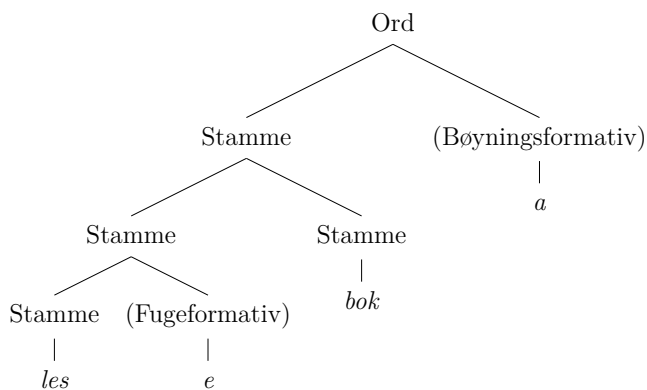 Ord
Stamme (Bøyningsformativ)
a
Stamme Stamme
bok
Stamme (Fugeformativ)
les e